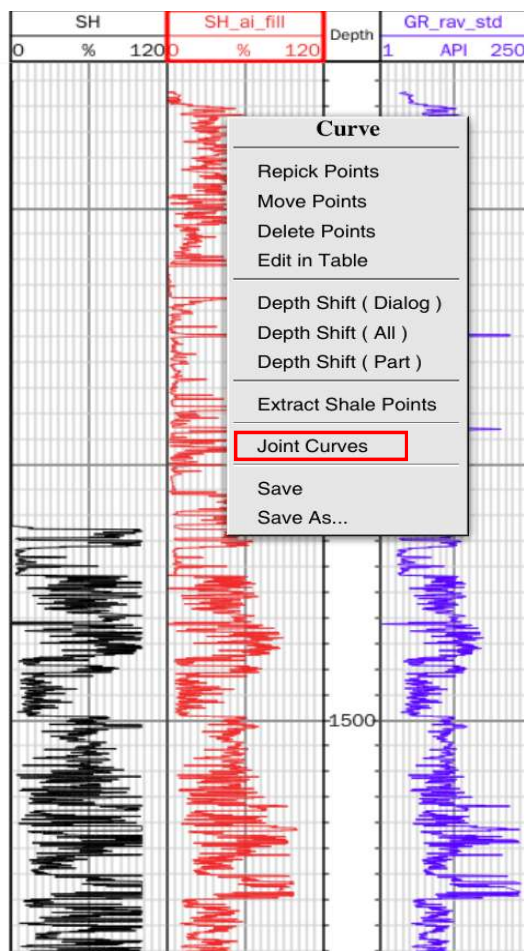 SH SH_ai_fill Depth GR_rav_std
0 % 120 0 % 120 1 API 250
Curve
Repick Points
Move Points
Delete Points
Edit in Table
Depth Shift ( Dialog )
Depth Shift ( All )
Depth Shift ( Part )
Extract Shale Points
Joint Curves
Save
Save As...
1500